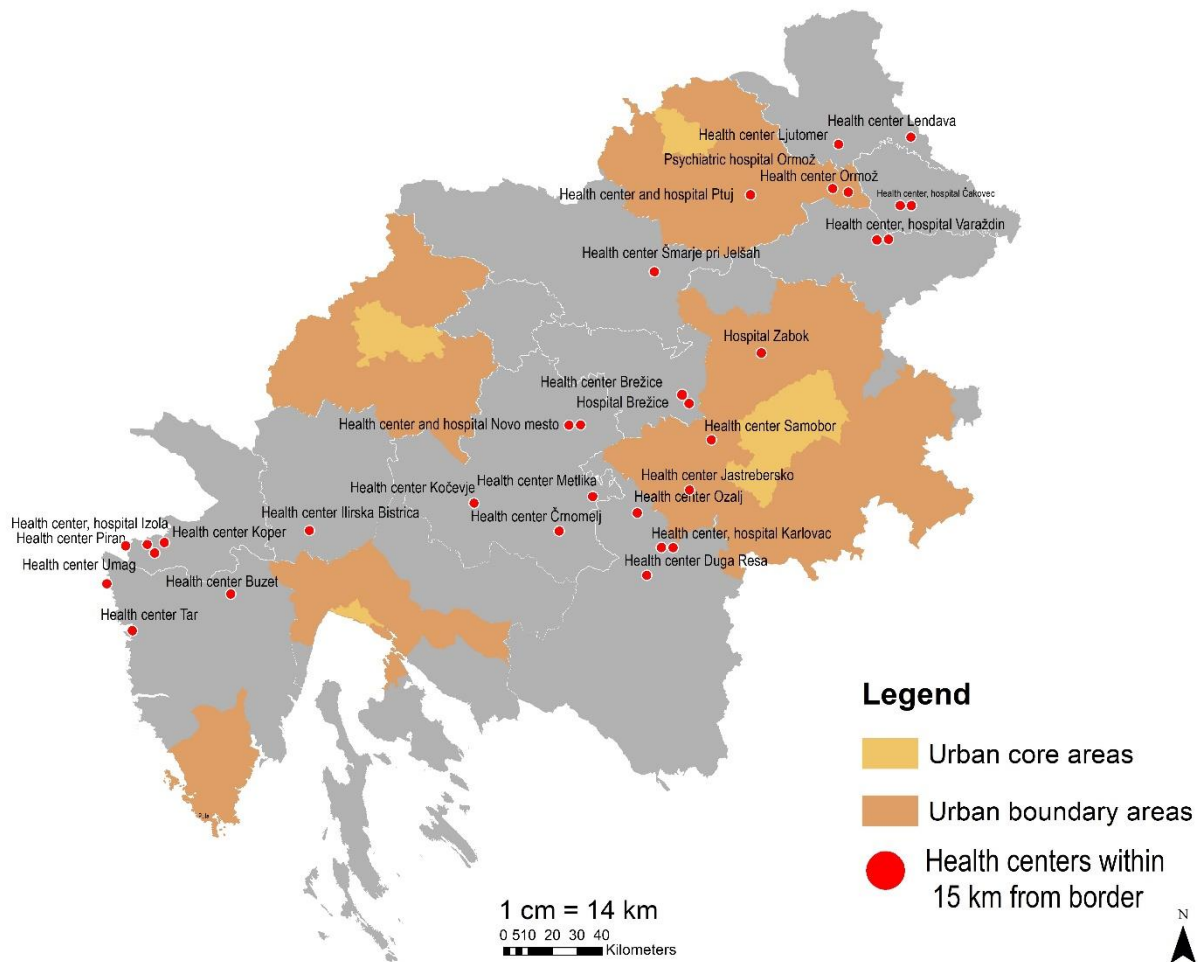 Health center Lendava
Health center Ljutomer
Psychiatric hospital Ormož
Health center Ormož
Health center and hospital Ptuj
Health center, hospital Čakovec
Health center, hospital Varaždin
Health center Šmarje pri Jelšah
Hospital Zabok
Health center Brežice
Hospital Brežice
Health center and hospital Novo mesto
Health center Samobor
Health center Jastrebersko
Health center Metlika
Health center Kočevje
Health center Ozalj
Health center Ilirska Bistrica
Health center Črnomelj
Health center, hospital Izola
Health center Koper
Health center, hospital Karlovac
Health center Piran
Health center Duga Resa
Health center Umag
Health center Buzet
Health center Tar
Legend
Urban core areas
Urban boundary areas
Health centers within
15 km from border
1 cm = 14 km
0 510 20 30 40
Kilometers
N